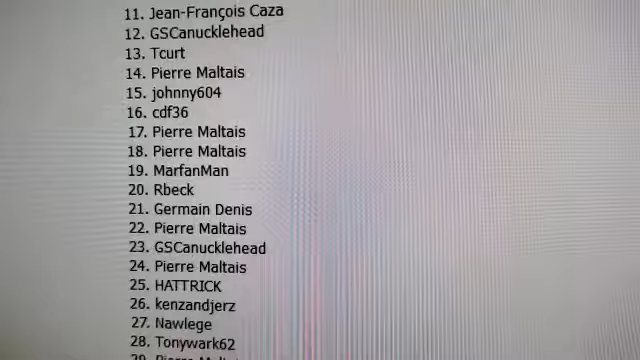 11. Jean-François Caza
12. GSCanucklehead
13. Tcurt
14. Pierre Maltais
15. johnny604
16. cdf36
17. Pierre Maltais
18. Pierre Maltais
19. MarfanMan
20. Rbeck
21. Germain Denis
22. Pierre Maltais
23. GSCanucklehead
24. Pierre Maltais
25. HATTRICK
26. kenzandjerz
27. Nawlege
28. Tonywark62
29. Pierre